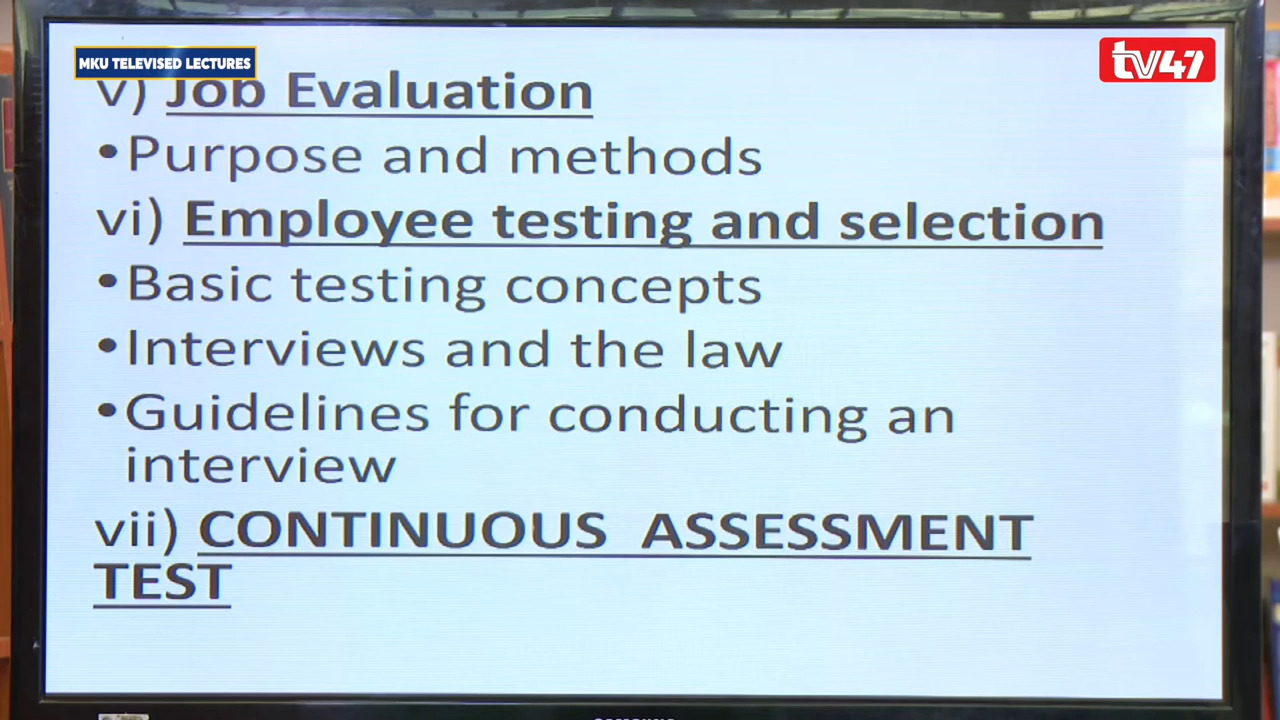 MKU TELEVISED LECTURES
tv47
v) Job Evaluation
•Purpose and methods
vi) Employee testing and selection
•Basic testing concepts
•Interviews and the law
•Guidelines for conducting an
interview
vii) CONTINUOUS ASSESSMENT
TEST